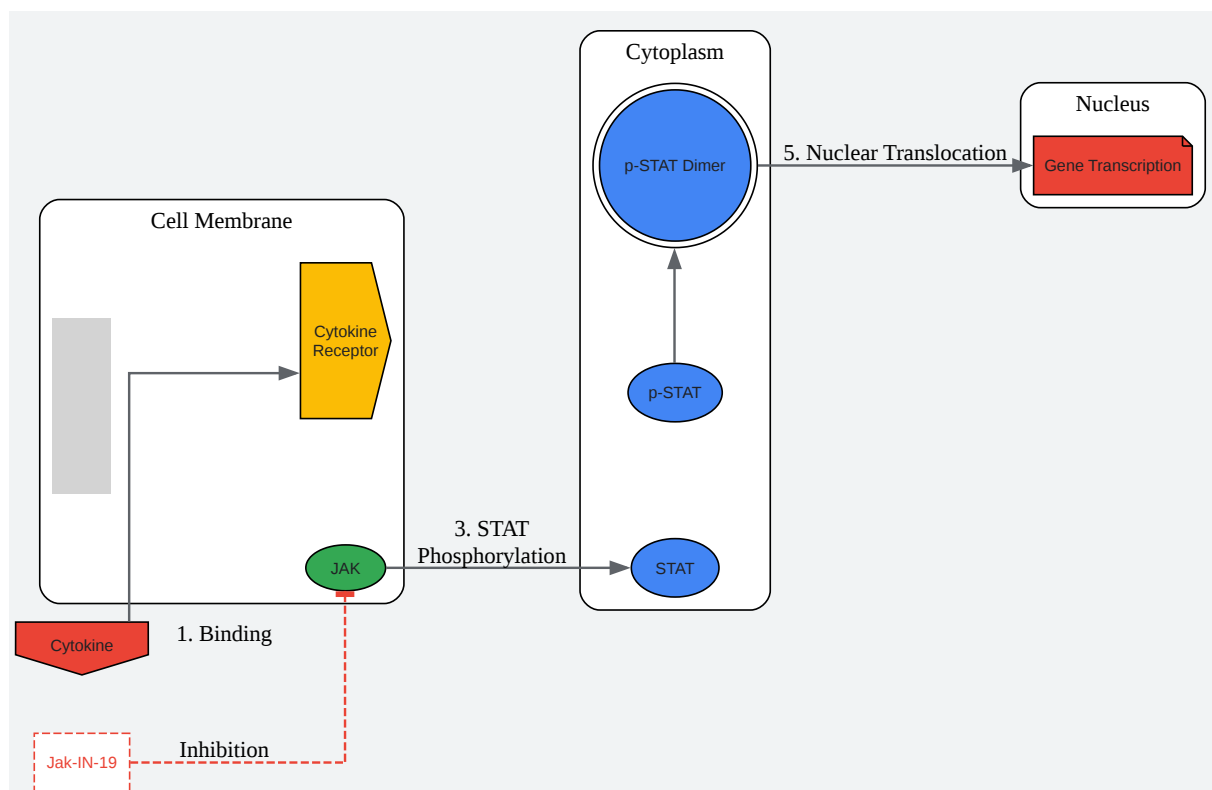 Cytoplasm
p-STAT Dimer
5. Nuclear Translocation
Nucleus
Gene Transcription
Cell Membrane
Cytokine
Receptor
p-STAT
3. STAT
Phosphorylation
JAK
STAT
Cytokine
1. Binding
Inhibition
Jak-IN-19